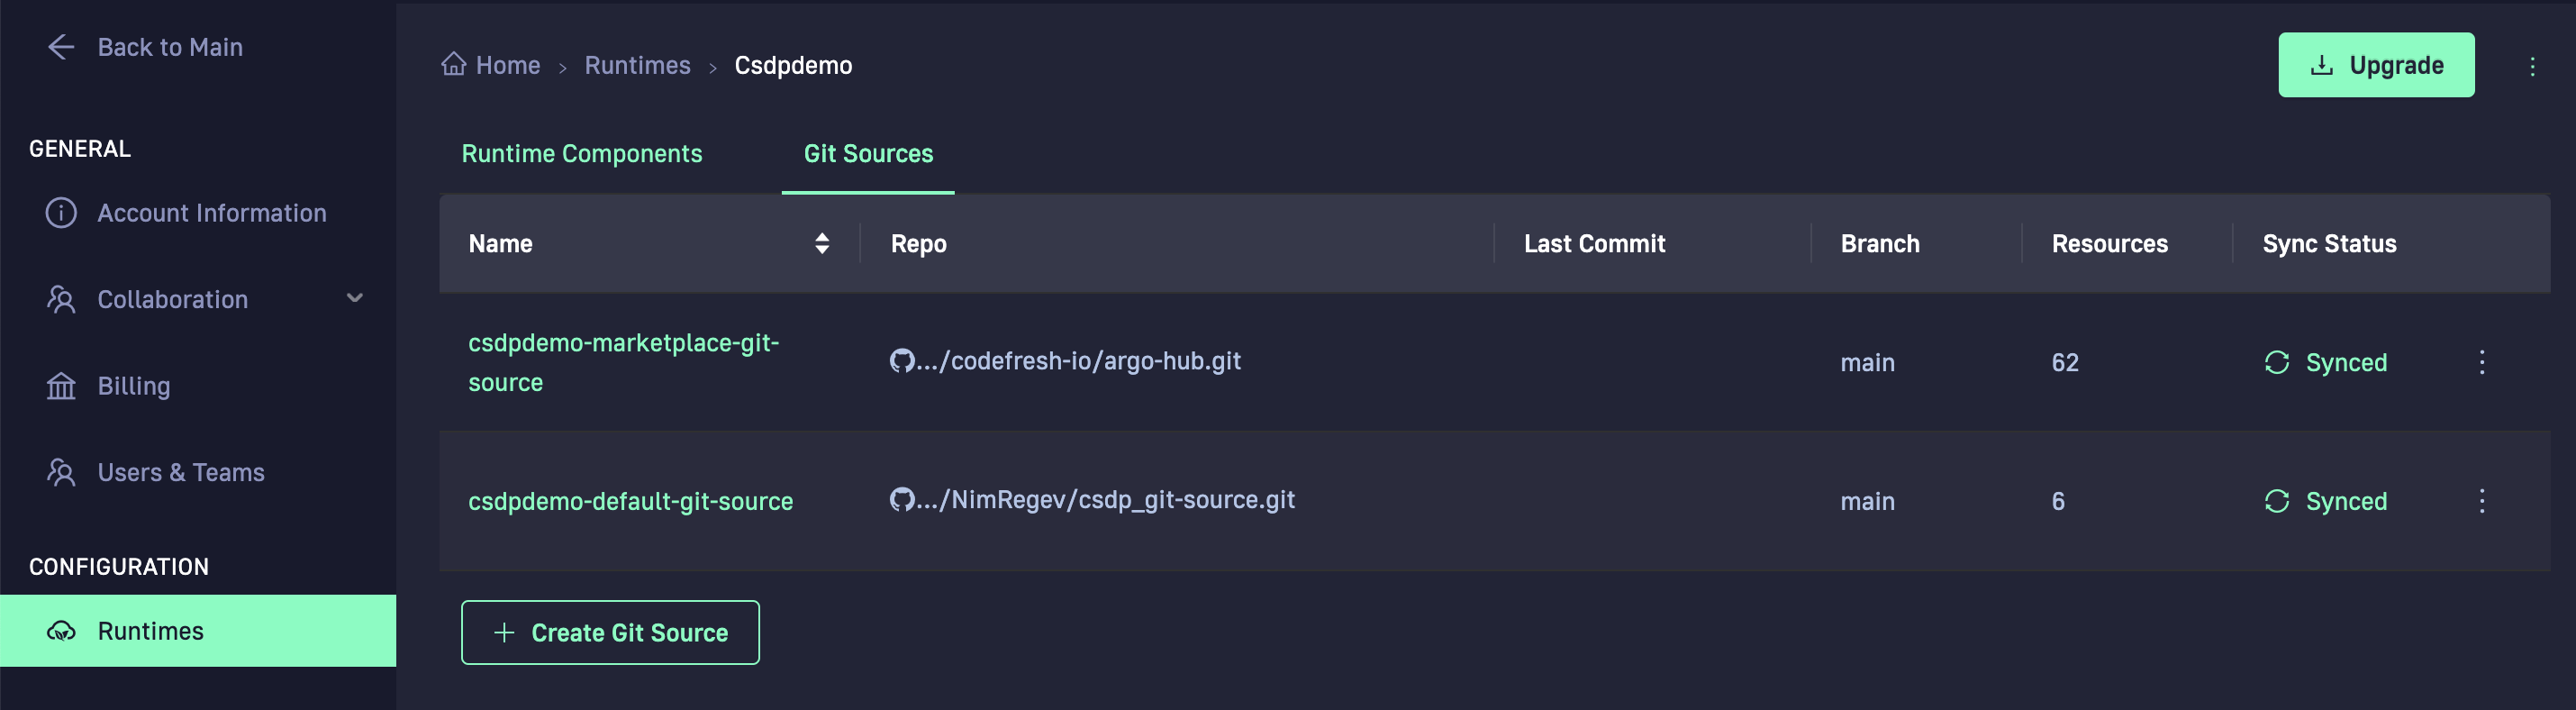 Back to Main
GENERAL
Account Information
Collaboration
Billing
Users & Teams
CONFIGURATION
Runtimes
Home > Runtimes > Csdpdemo
Upgrade
Runtime Components Git Sources
Name Repo Last Commit Branch Resources Sync Status
csdpdemo-marketplace-git-
source
.../codefresh-io/argo-hub.git main 62 Synced
csdpdemo-default-git-source .../NimRegev/csdp_git-source.git main 6 Synced
+ Create Git Source